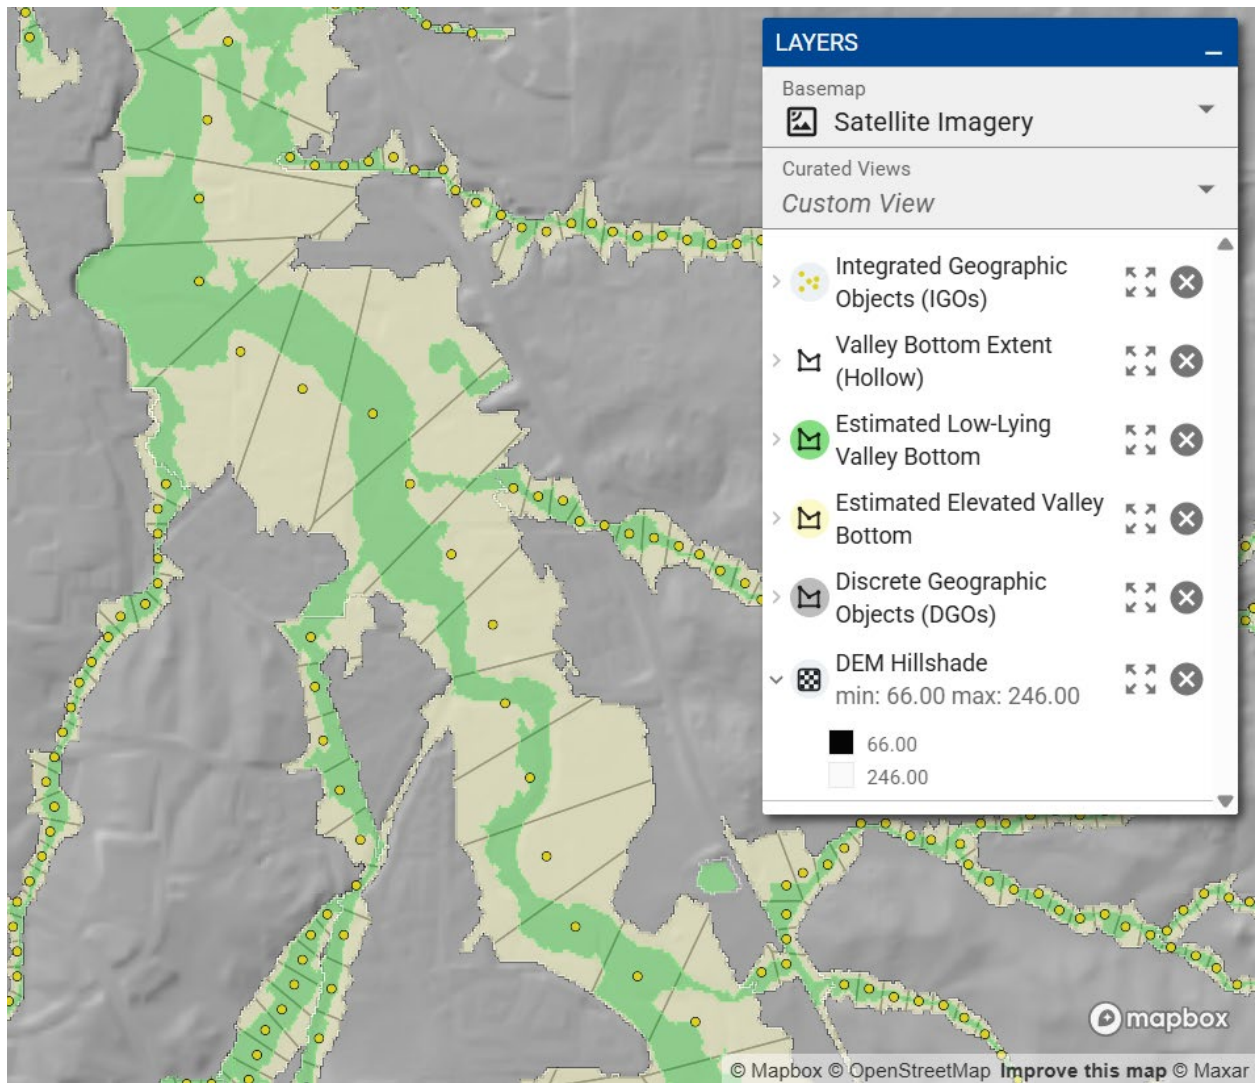 LAYERS
Basemap
Satellite Imagery
Curated Views
Custom View
Integrated Geographic
Objects (IGOs)
Valley Bottom Extent
(Hollow)
Estimated Low-Lying
Valley Bottom
Estimated Elevated Valley
Bottom
Discrete Geographic
Objects (DGOs)
DEM Hillshade
min: 66.00 max: 246.00
66.00
246.00
mapbox
© Mapbox © OpenStreetMap Improve this map © Maxar